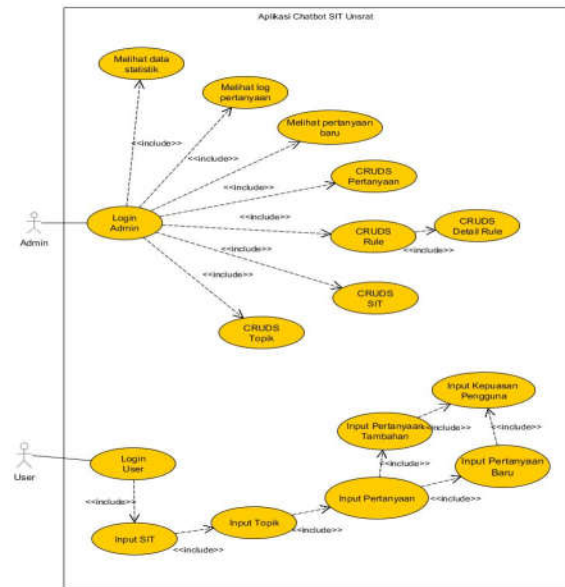 Aplikasi Chatbot SIT Unsrat
Melihat data
statistik
Melihat log
pertanyaan
Melihat pertanyaan
baru
<<include>>
<<include>>
<<include>>
CRUDS
Pertanyaan
<<include>>
Login
Admin
<<include>>
CRUDS
Rule
<<include>>
CRUDS
Detail Rule
Admin
<<include>>
<<include>>
CRUDS
SIT
CRUDS
Topik
Input Kepuasan
Pengguna
Input Pertanyaan
Tambahan
<<include>>
<<include>>
User
Login
User
<<include>>
Input Pertanyaan
Baru
<<include>>
Input Pertanyaan
<<include>>
Input Topik
<<include>>
Input SIT
<<include>>